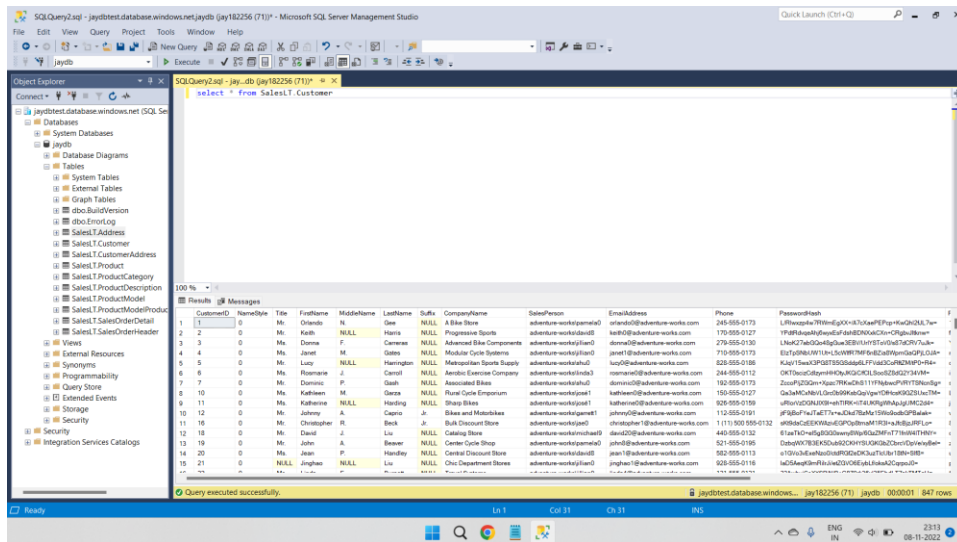 SQLQuery2.sql - jaydbtest.database.windows.net.jaydb (jay182256 (71))* - Microsoft SQL Server Management Studio
Quick Launch (Ctrl+Q)
File Edit View Query Project Tools Window Help
New Query
jaydb
Execute
Object Explorer
SQLQuery2.sql - jay...db (jay182256 (71))*
Connect
select * from SalesLT.Customer
jaydbtest.database.windows.net (SQL Se
Databases
System Databases
jaydb
Database Diagrams
Tables
System Tables
External Tables
Graph Tables
dbo.BuildVersion
dbo.ErrorLog
SalesLT.Address
SalesLT.Customer
SalesLT.CustomerAddress
SalesLT.Product
SalesLT.ProductCategory
SalesLT.ProductDescription
SalesLT.ProductModel
SalesLT.ProductModelProduc
SalesLT.SalesOrderDetail
SalesLT.SalesOrderHeader
Views
External Resources
Synonyms
Programmability
Query Store
Extended Events
Storage
Security
Security
Integration Services Catalogs
100 %
Results Messages
CustomerID NameStyle Title FirstName MiddleName LastName Suffix CompanyName SalesPerson EmailAddress Phone PasswordHash
1 1 0 Mr. Orlando N. Gee NULL A Bike Store adventure-works\pamela0 orlando0@adventure-works.com 245-555-0173
2 2 0 Mr. Keith NULL Harris NULL Progressive Sports adventure-works\david8 keith0@adventure-works.com 170-555-0127
3 3 0 Ms. Donna F. Carreras NULL Advanced Bike Components adventure-works\jillian0 donna0@adventure-works.com 279-555-0130
4 4 0 Ms. Janet M. Gates NULL Modular Cycle Systems adventure-works\jillian0 janet1@adventure-works.com 710-555-0173
5 5 0 Mr. Lucy NULL Harrington NULL Metropolitan Sports Supply adventure-works\shu0 lucy0@adventure-works.com 828-555-0186
6 6 0 Ms. Rosmarie J. Carroll NULL Aerobic Exercise Company adventure-works\linda3 rosmarie0@adventure-works.com 244-555-0112
7 7 0 Mr. Dominic P. Gash NULL Associated Bikes adventure-works\shu0 dominic0@adventure-works.com 192-555-0173
8 10 0 Ms. Kathleen M. Garza NULL Rural Cycle Emporium adventure-works\josé1 kathleen0@adventure-works.com 150-555-0127
9 11 0 Ms. Katherine NULL Harding NULL Sharp Bikes adventure-works\josé1 katherine0@adventure-works.com 926-555-0159
10 12 0 Mr. Johnny A. Caprio Jr. Bikes and Motorbikes adventure-works\garrett1 johnny0@adventure-works.com 112-555-0191
11 16 0 Mr. Christopher R. Beck Jr. Bulk Discount Store adventure-works\jae0 christopher1@adventure-works.com 1 (11) 500 555-0132
12 18 0 Mr. David J. Liu NULL Catalog Store adventure-works\michael9 david20@adventure-works.com 440-555-0132
13 19 0 Mr. John A. Beaver NULL Center Cycle Shop adventure-works\pamela0 john8@adventure-works.com 521-555-0195
14 20 0 Ms. Jean P. Handley NULL Central Discount Store adventure-works\david8 jean1@adventure-works.com 582-555-0113
15 21 0 NULL Jinghao NULL Liu NULL Chic Department Stores adventure-works\jillian0 jinghao1@adventure-works.com 928-555-0116
Query executed successfully.
jaydbtest.database.windows... jay182256 (71) jaydb 00:00:01 847 rows
Ready Ln 1 Col 31 Ch 31 INS
ENG
IN
23:13
08-11-2022
2